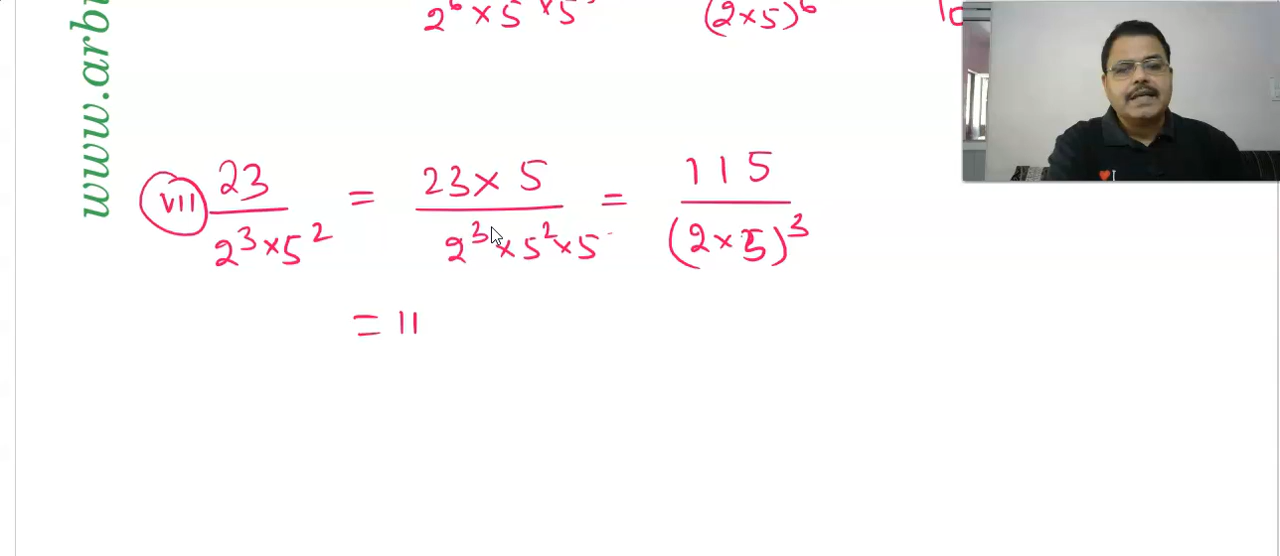 2⁶ × 5 × 5 (2×5)⁶ 10
www.arb
VII 23 / 2³ × 5² = 23 × 5 / 2³ × 5² × 5 = 115 / (2 × 5)³
= 11